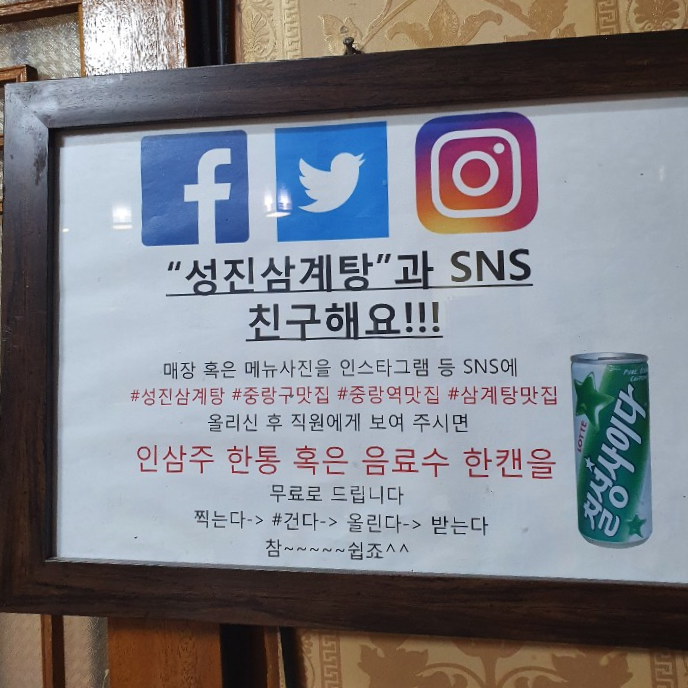 "성진삼계탕"과 SNS
친구해요!!!
매장 혹은 메뉴사진을 인스타그램 등 SNS에
#성진삼계탕 #중랑구맛집 #중랑역맛집 #삼계탕맛집
올리신 후 직원에게 보여 주시면
인삼주 한통 혹은 음료수 한캔을
무료로 드립니다
찍는다-> #건다-> 올린다-> 받는다
참~~~~~쉽죠^^
LOTTE
칠성사이다